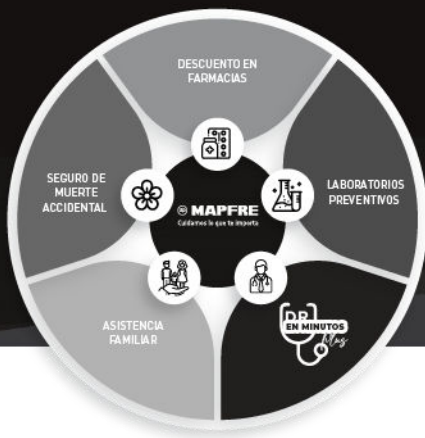 DESCUENTO EN
FARMACIAS
SEGURO DE
MUERTE
ACCIDENTAL
LABORATORIOS
PREVENTIVOS
MAPFRE
Cuidamos lo que te importa
ASISTENCIA
FAMILIAR
DR
EN MINUTOS
Plus